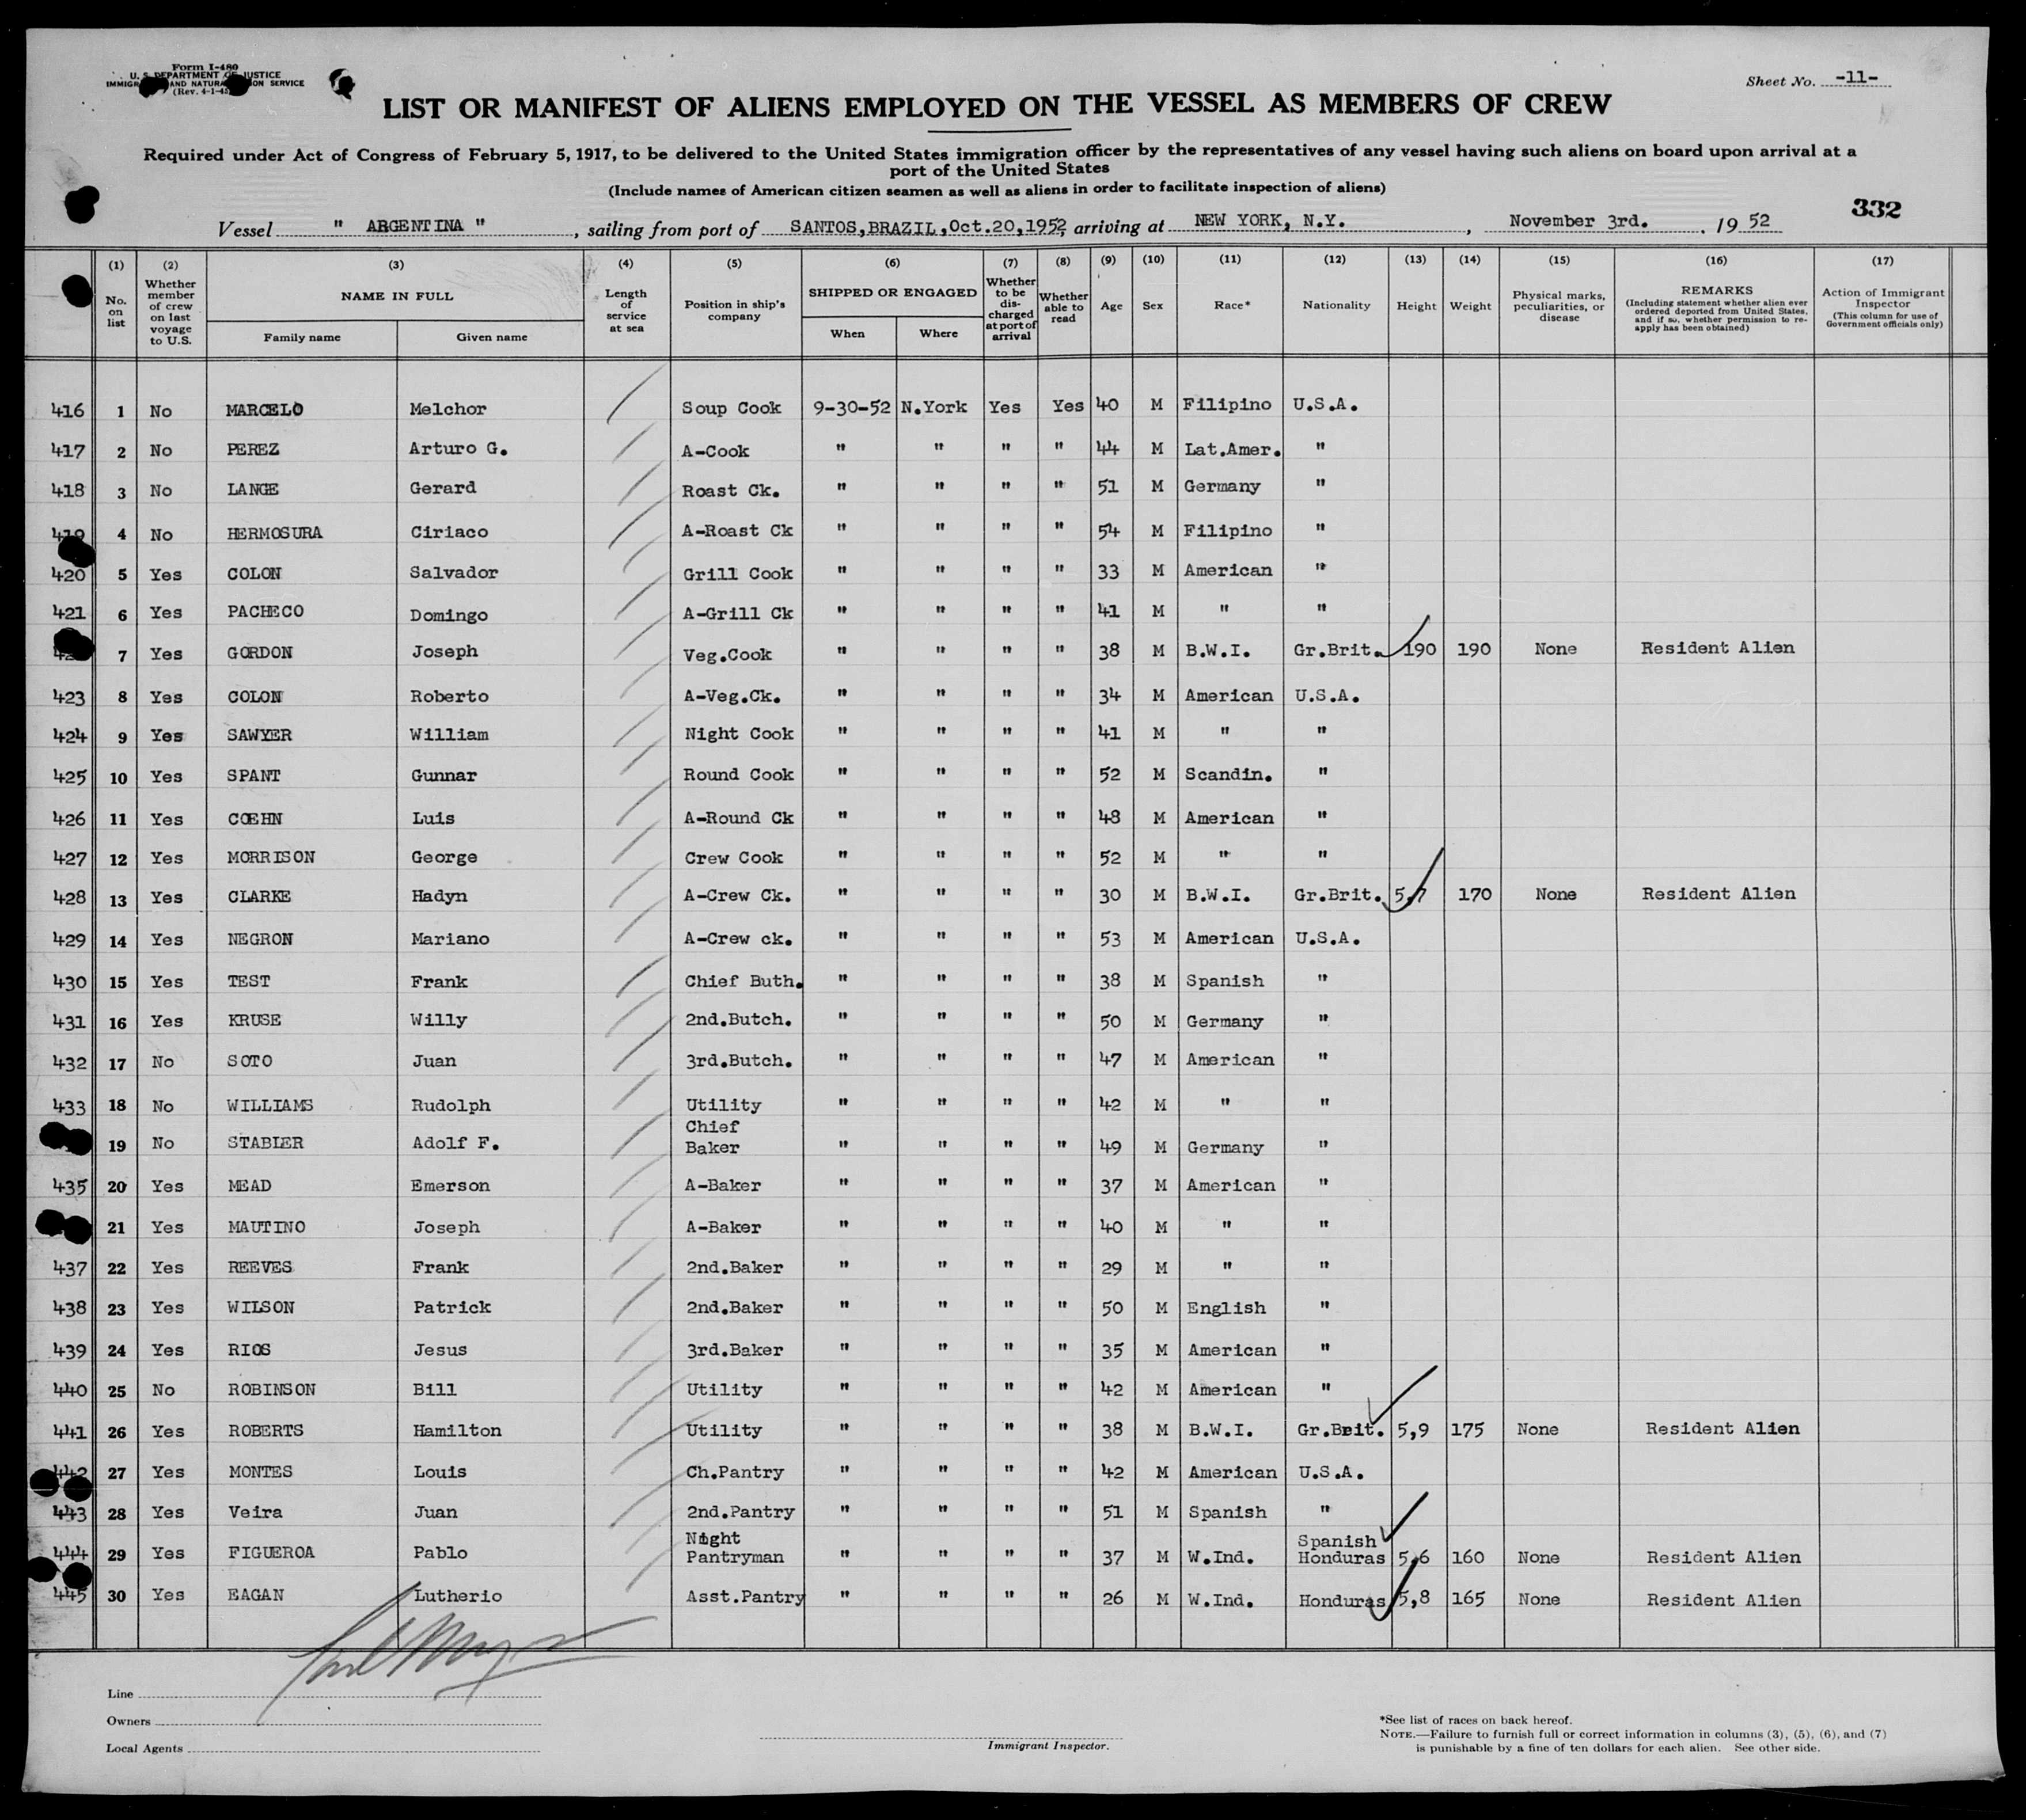 Form I-480
U. S. DEPARTMENT OF JUSTICE
IMMIGRATION AND NATURALIZATION SERVICE
(Rev. 4-1-45)
Sheet No. -11-
LIST OR MANIFEST OF ALIENS EMPLOYED ON THE VESSEL AS MEMBERS OF CREW
Required under Act of Congress of February 5, 1917, to be delivered to the United States immigration officer by the representatives of any vessel having such aliens on board upon arrival at a
port of the United States
(Include names of American citizen seamen as well as aliens in order to facilitate inspection of aliens)
332
Vessel " ARGENTINA ", sailing from port of SANTOS,BRAZIL,Oct.20,1952, arriving at NEW YORK, N.Y., November 3rd. , 19 52
(1) No. on list
(2) Whether member of crew on last voyage to U.S.
(3) NAME IN FULL
Family name Given name
(4) Length of service at sea
(5) Position in ship's company
(6) SHIPPED OR ENGAGED
When Where
(7) Whether to be discharged at port of arrival
(8) Whether able to read
(9) Age
(10) Sex
(11) Race*
(12) Nationality
(13) Height
(14) Weight
(15) Physical marks, peculiarities, or disease
(16) REMARKS (Including statement whether alien ever ordered deported from United States, and if so, whether permission to re-apply has been obtained)
(17) Action of Immigrant Inspector (This column for use of Government officials only)
416 1 No MARCELO Melchor Soup Cook 9-30-52 N.York Yes Yes 40 M Filipino U.S.A.
417 2 No PEREZ Arturo G. A-Cook " " " " 44 M Lat.Amer. "
418 3 No LANGE Gerard Roast Ck. " " " " 51 M Germany "
419 4 No HERMOSURA Ciriaco A-Roast Ck " " " " 54 M Filipino "
420 5 Yes COLON Salvador Grill Cook " " " " 33 M American "
421 6 Yes PACHECO Domingo A-Grill Ck " " " " 41 M " "
7 Yes GORDON Joseph Veg.Cook " " " " 38 M B.W.I. Gr.Brit. 190 190 None Resident Alien
423 8 Yes COLON Roberto A-Veg.Ck. " " " " 34 M American U.S.A.
424 9 Yes SAWYER William Night Cook " " " " 41 M " "
425 10 Yes SPANT Gunnar Round Cook " " " " 52 M Scandin. "
426 11 Yes COEHN Luis A-Round Ck " " " " 48 M American "
427 12 Yes MORRISON George Crew Cook " " " " 52 M " "
428 13 Yes CLARKE Hadyn A-Crew Ck. " " " " 30 M B.W.I. Gr.Brit. 5,7 170 None Resident Alien
429 14 Yes NEGRON Mariano A-Crew ck. " " " " 53 M American U.S.A.
430 15 Yes TEST Frank Chief Buth. " " " " 38 M Spanish "
431 16 Yes KRUSE Willy 2nd.Butch. " " " " 50 M Germany "
432 17 No SOTO Juan 3rd.Butch. " " " " 47 M American "
433 18 No WILLIAMS Rudolph Utility " " " " 42 M " "
19 No STABLER Adolf F. Chief Baker " " " " 49 M Germany "
435 20 Yes MEAD Emerson A-Baker " " " " 37 M American "
21 Yes MAUTINO Joseph A-Baker " " " " 40 M " "
437 22 Yes REEVES Frank 2nd.Baker " " " " 29 M " "
438 23 Yes WILSON Patrick 2nd.Baker " " " " 50 M English "
439 24 Yes RIOS Jesus 3rd.Baker " " " " 35 M American "
440 25 No ROBINSON Bill Utility " " " " 42 M American "
441 26 Yes ROBERTS Hamilton Utility " " " " 38 M B.W.I. Gr.Brit. 5,9 175 None Resident Alien
442 27 Yes MONTES Louis Ch.Pantry " " " " 42 M American U.S.A.
443 28 Yes Veira Juan 2nd.Pantry " " " " 51 M Spanish "
444 29 Yes FIGUEROA Pablo Night Pantryman " " " " 37 M W.Ind. Spanish Honduras 5,6 160 None Resident Alien
445 30 Yes EAGAN Lutherio Asst.Pantry " " " " 26 M W.Ind. Honduras 5,8 165 None Resident Alien
Line
Owners
Local Agents
Immigrant Inspector.
*See list of races on back hereof.
NOTE.—Failure to furnish full or correct information in columns (3), (5), (6), and (7)
is punishable by a fine of ten dollars for each alien. See other side.